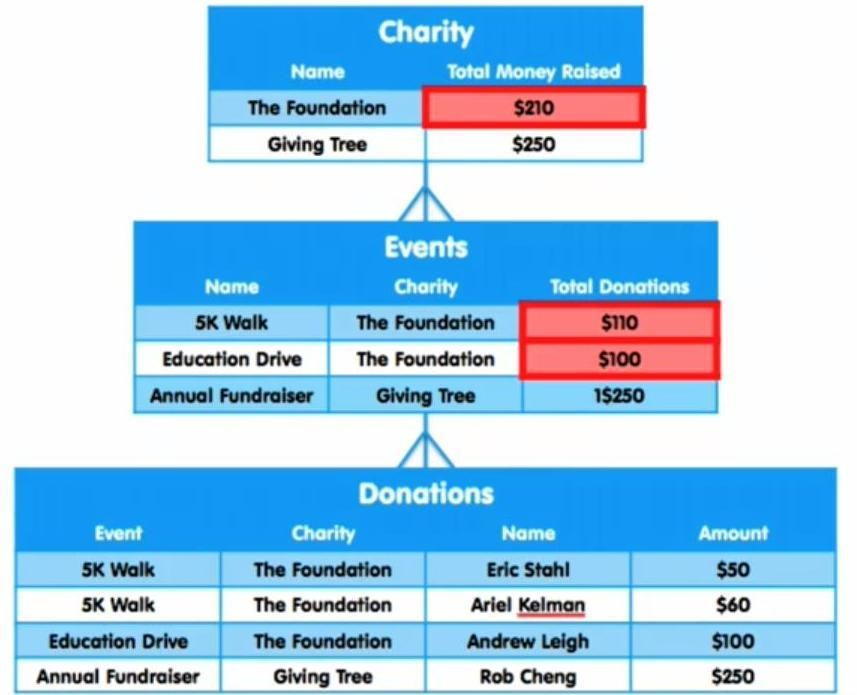 Charity
Name Total Money Raised
The Foundation $210
Giving Tree $250
Events
Name Charity Total Donations
5K Walk The Foundation $110
Education Drive The Foundation $100
Annual Fundraiser Giving Tree 1$250
Donations
Event Charity Name Amount
5K Walk The Foundation Eric Stahl $50
5K Walk The Foundation Ariel Kelman $60
Education Drive The Foundation Andrew Leigh $100
Annual Fundraiser Giving Tree Rob Cheng $250